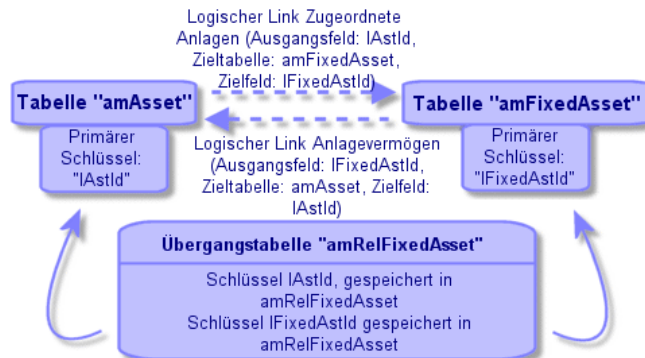 Logischer Link Zugeordnete
Anlagen (Ausgangsfeld: lAstId,
Zieltabelle: amFixedAsset,
Zielfeld: lFixedAstId)
Tabelle "amAsset"
Tabelle "amFixedAsset"
Primärer
Schlüssel:
"lAstId"
Primärer
Schlüssel:
"lFixedAstId"
Logischer Link Anlagevermögen
(Ausgangsfeld: lFixedAstId,
Zieltabelle: amAsset, Zielfeld:
lAstId)
Übergangstabelle "amRelFixedAsset"
Schlüssel lAstId, gespeichert in
amRelFixedAsset
Schlüssel lFixedAstId gespeichert in
amRelFixedAsset